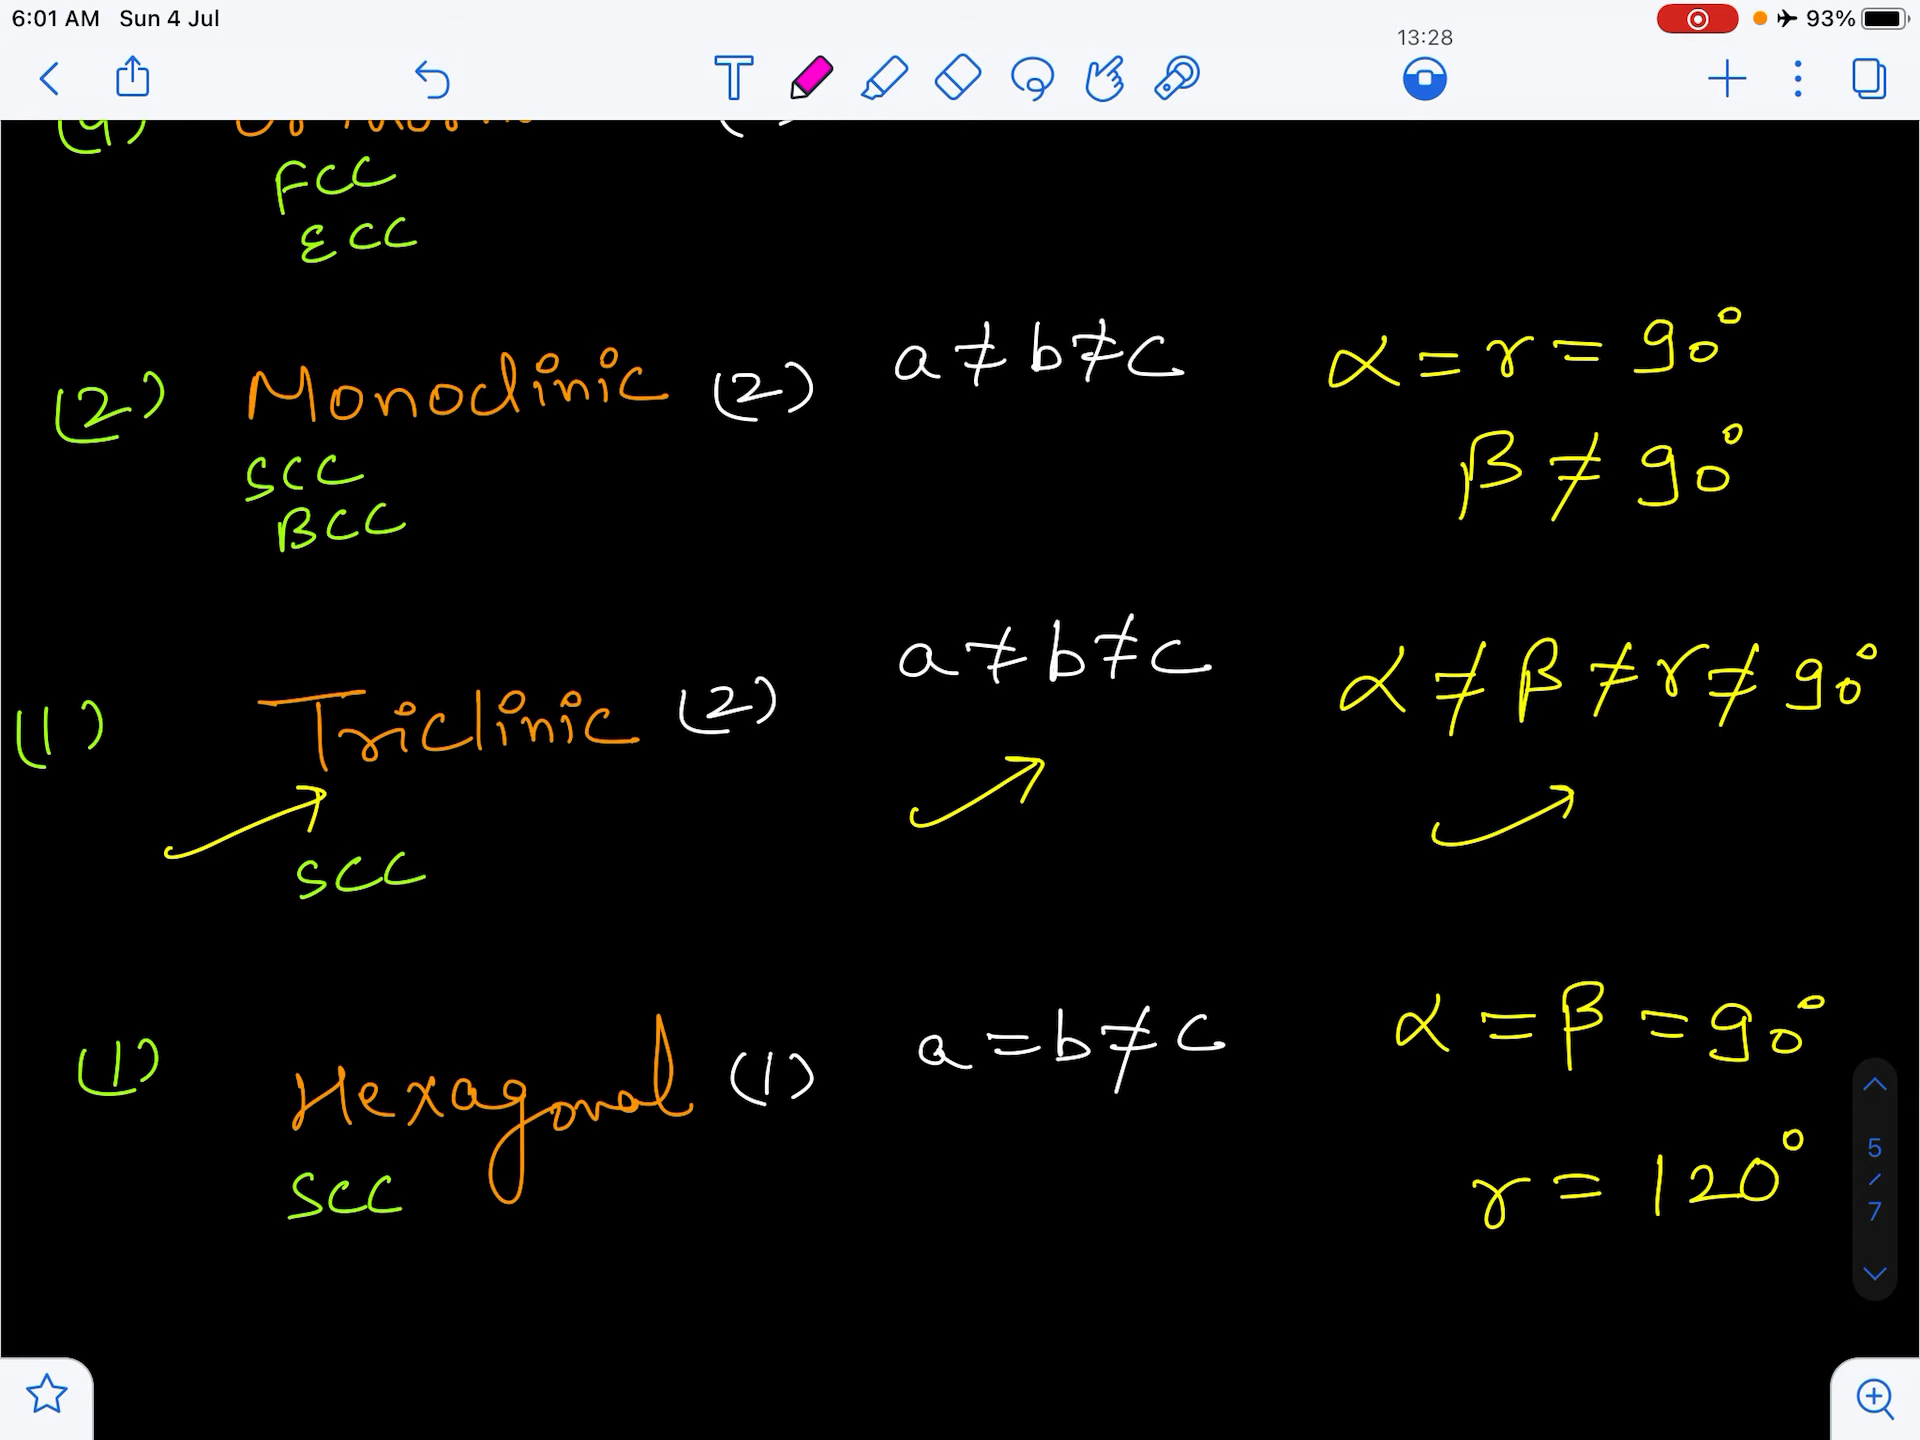 6:01 AM Sun 4 Jul
93%
13:28
(4)
FCC
ECC
(2) Monoclinic (2) a ≠ b ≠ c α = γ = 90°
β ≠ 90°
SCC
BCC
(1) Triclinic (2) a ≠ b ≠ c α ≠ β ≠ γ ≠ 90°
SCC
(1) Hexagonal (1) a = b ≠ c α = β = 90°
γ = 120°
SCC
5
/
7